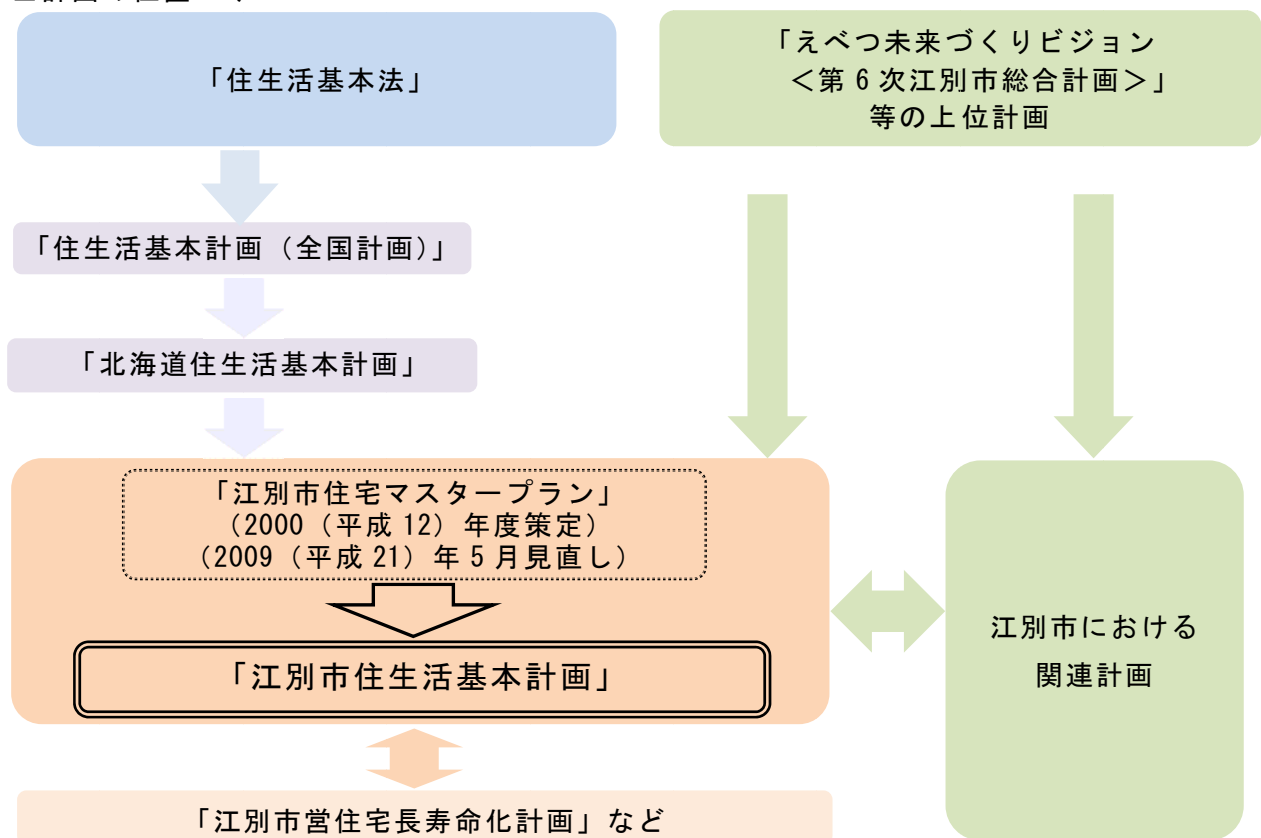 「住生活基本法」
「えべつ未来づくりビジョン
＜第6次江別市総合計画＞」
等の上位計画
「住生活基本計画（全国計画）」
「北海道住生活基本計画」
「江別市住宅マスタープラン」
（2000（平成12）年度策定）
（2009（平成21）年5月見直し）
「江別市住生活基本計画」
江別市における
関連計画
「江別市営住宅長寿命化計画」など